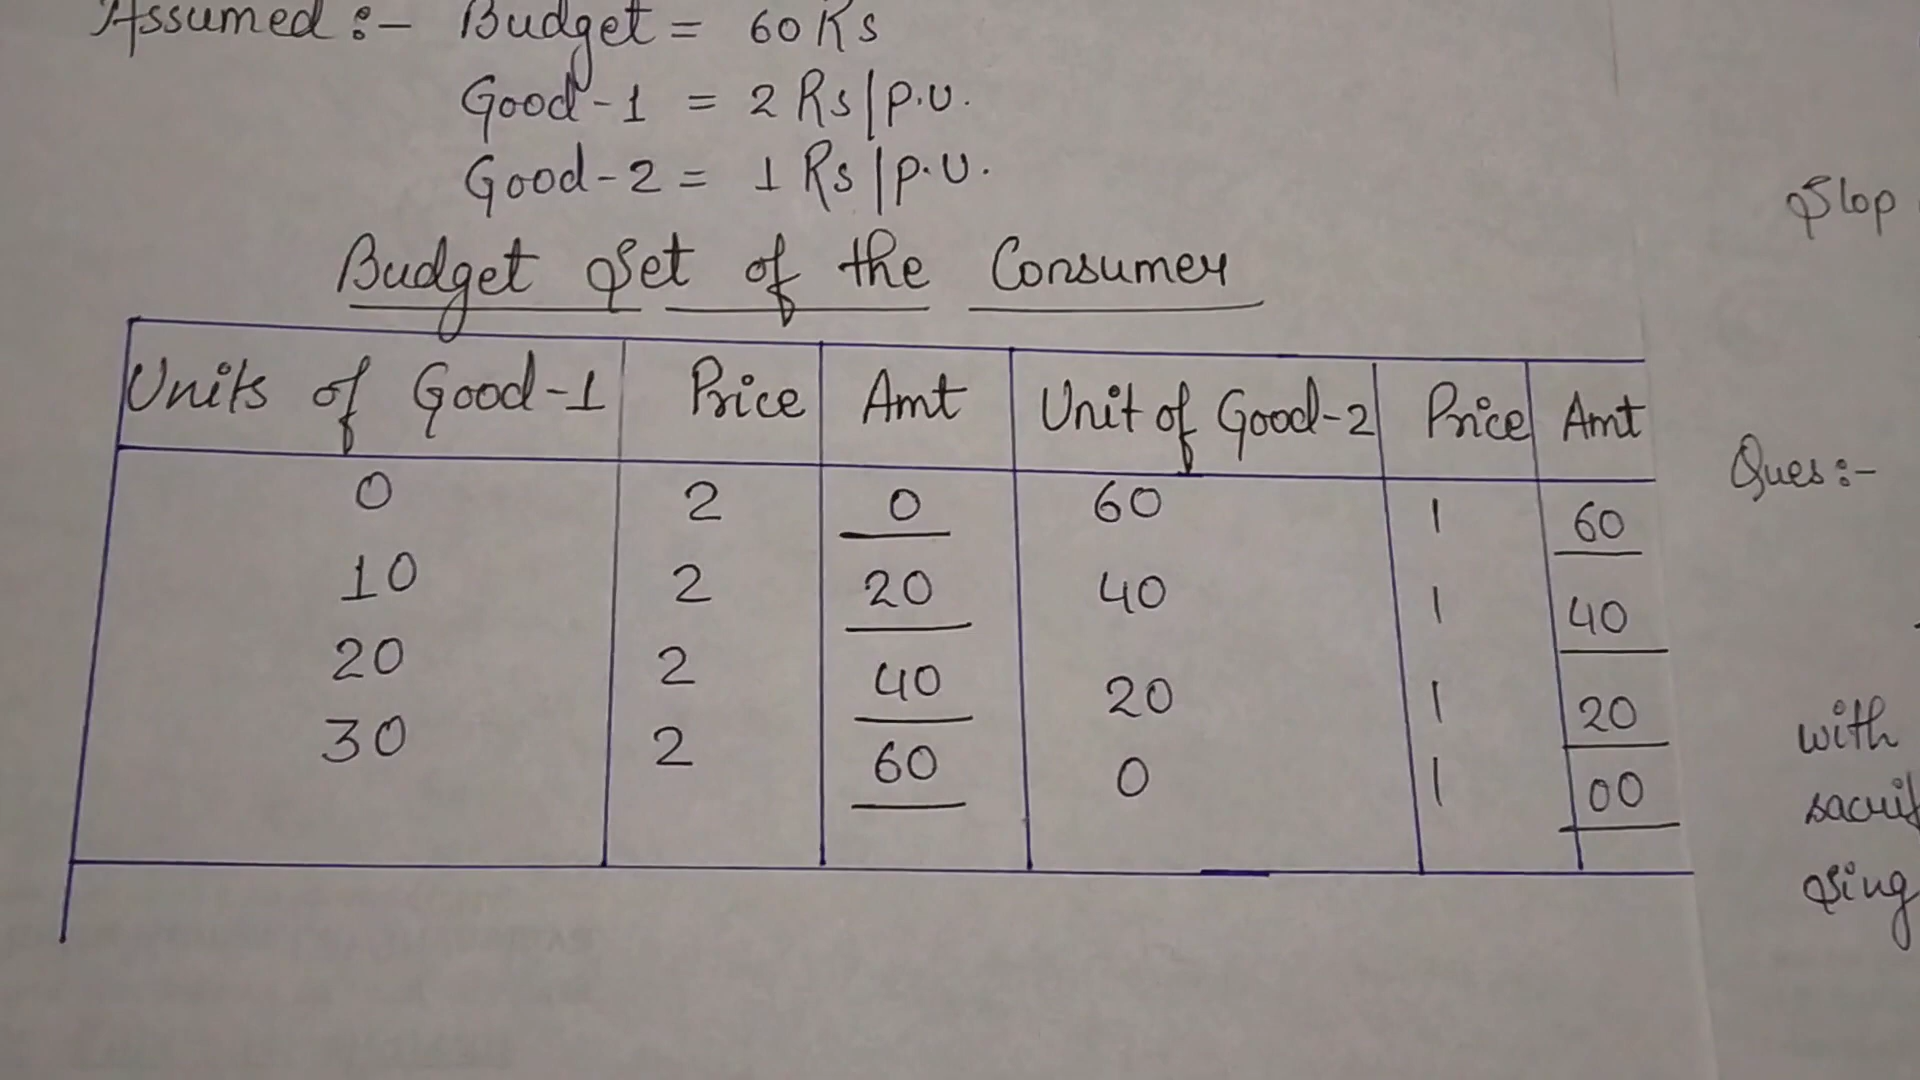 Assumed :- Budget = 60 Rs
Good-1 = 2 Rs/p.u.
Good-2 = 1 Rs/p.u.
Budget Set of the Consumer
Units of Good-1 Price Amt Unit of Good-2 Price Amt
0 2 0 60 1 60
10 2 20 40 1 40
20 2 40 20 1 20
30 2 60 0 1 00
Slop
Ques:-
with